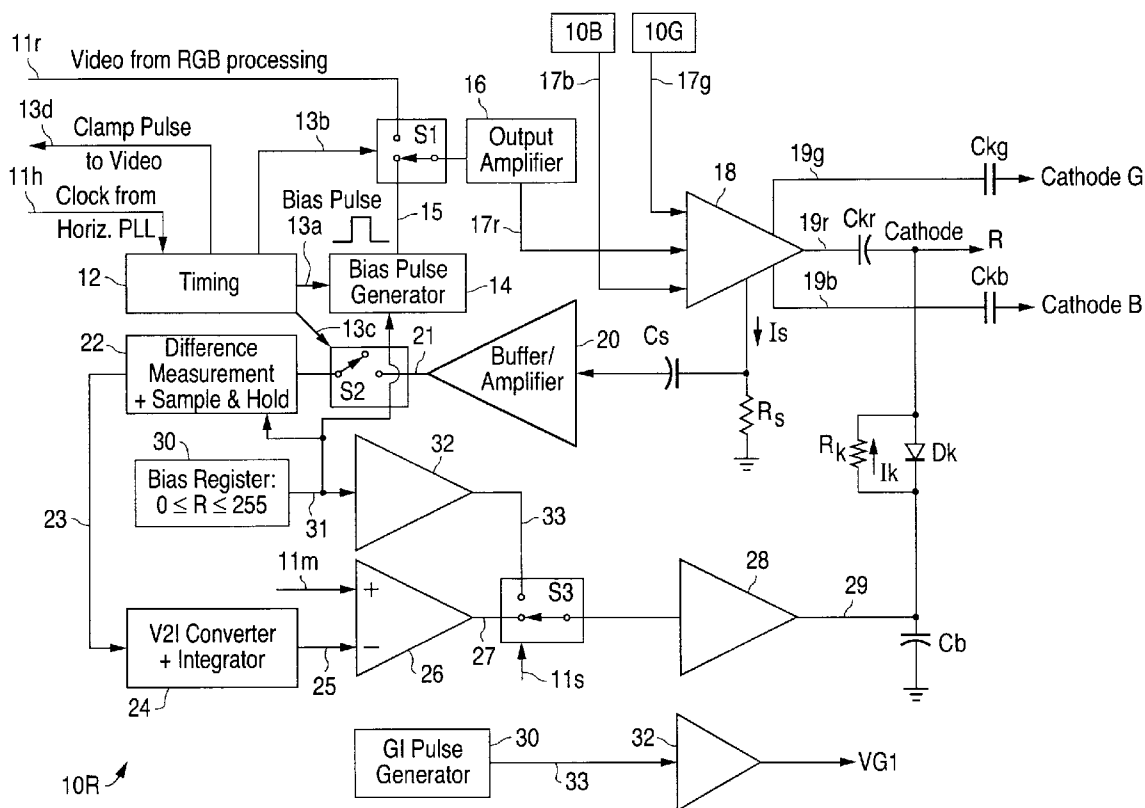 10B
10G
11r
Video from RGB processing
16
17b
17g
13d
Clamp Pulse
to Video
13b
S1
Output
Amplifier
18
19g
Ckg
Cathode G
11h
Clock from
Horiz. PLL
Bias Pulse
15
17r
19r
Ckr
Cathode
R
13a
12
Timing
Bias Pulse
Generator
14
19b
Ckb
Cathode B
13c
21
20
Is
22
Difference
Measurement
+ Sample & Hold
S2
Buffer/
Amplifier
Cs
Rs
30
Bias Register:
0 ≤ R ≤ 255
31
32
Rk
Ik
Dk
23
33
11m
+
−
S3
28
29
V2I Converter
+ Integrator
25
26
27
11s
Cb
24
GI Pulse
Generator
30
33
32
VG1
10R